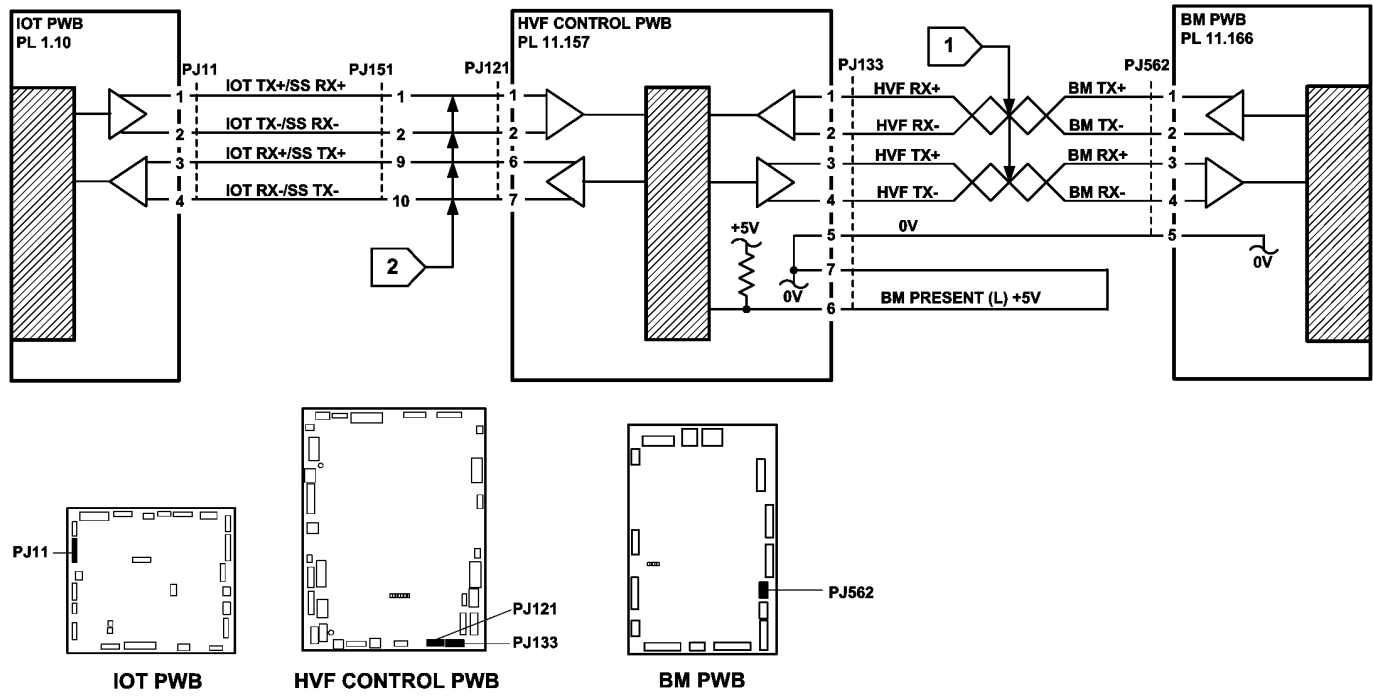 IOT PWB
PL 1.10
HVF CONTROL PWB
PL 11.157
BM PWB
PL 11.166
1
PJ11
PJ151
PJ121
PJ133
PJ562
1 IOT TX+/SS RX+ 1 1
2 IOT TX-/SS RX- 2 2
3 IOT RX+/SS TX+ 9 6
4 IOT RX-/SS TX- 10 7
2
1 HVF RX+ BM TX+ 1
2 HVF RX- BM TX- 2
3 HVF TX+ BM RX+ 3
4 HVF TX- BM RX- 4
+5V
5 0V 5
0V
7
0V
6 BM PRESENT (L) +5V
PJ11
PJ121
PJ133
PJ562
IOT PWB
HVF CONTROL PWB
BM PWB